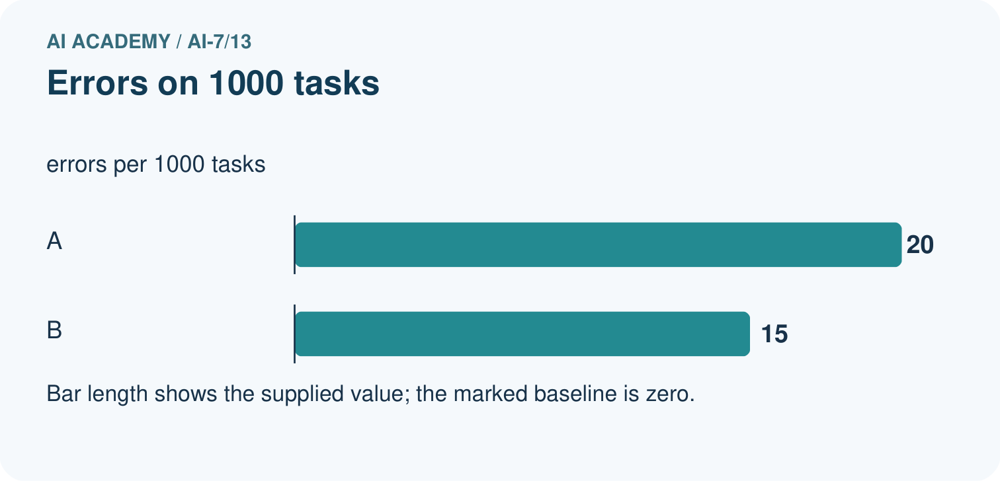 AI ACADEMY / AI-7/13
Errors on 1000 tasks
errors per 1000 tasks
A
20
B
15
Bar length shows the supplied value; the marked baseline is zero.